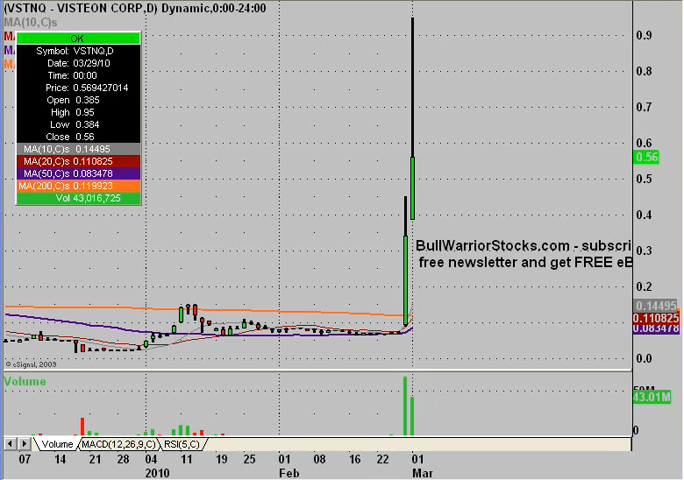 (VSTNQ - VISTEON CORP,D) Dynamic,0:00-24:00
MA(10,C)s
OK
Symbol: VSTNQ,D
Date: 03/29/10
Time: 00:00
Price: 0.569427014
Open 0.385
High 0.95
Low 0.384
Close 0.56
MA(10,C)s 0.14495
MA(20,C)s 0.110825
MA(50,C)s 0.083478
MA(200,C)s 0.119923
Vol 43,016,725
0.9
0.8
0.7
0.6
0.56
0.5
0.4
BullWarriorStocks.com - subscri
free newsletter and get FREE eB
0.3
0.2
0.14495
0.110825
0.083478
0.0
© eSignal, 2009
Volume
43.01M
0
Volume MACD(12,26,9,C) RSI(5,C)
07 14 21 28 04 11 19 25 01 08 16 22 01
2010 Feb Mar